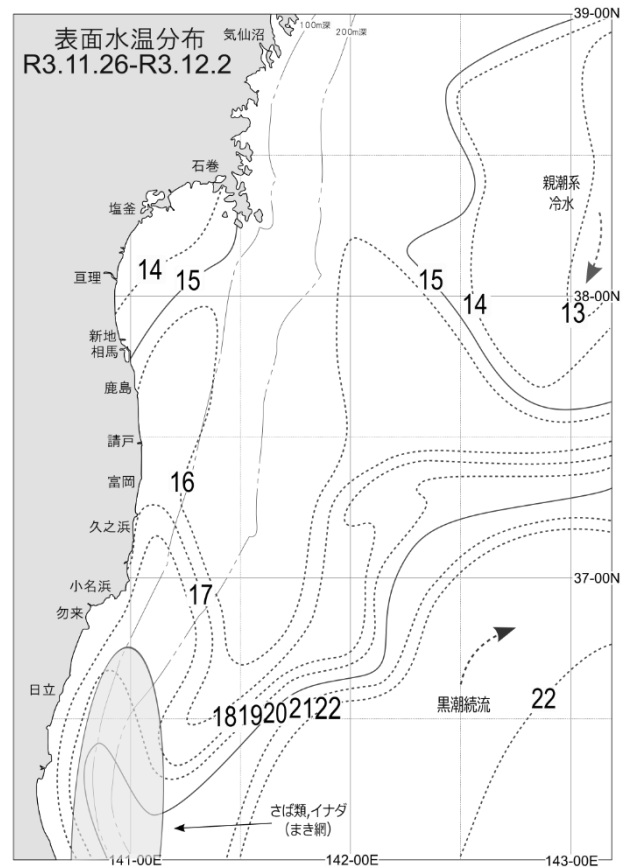 表面水温分布
R3.11.26-R3.12.2
気仙沼
100m深
200m深
39-00N
石巻
塩釜
亘理
親潮系
冷水
14
15
15
14
13
38-00N
新地
相馬
鹿島
請戸
富岡
久之浜
16
17
小名浜
勿来
37-00N
日立
18
19
20
21
22
黒潮続流
22
さば類,イナダ
(まき網)
141-00E
142-00E
143-00E